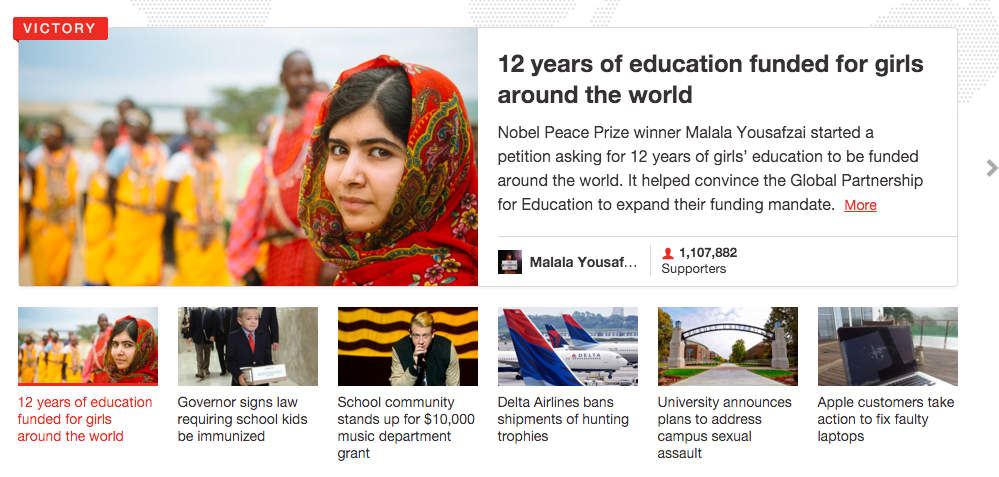 VICTORY
12 years of education funded for girls
around the world
Nobel Peace Prize winner Malala Yousafzai started a
petition asking for 12 years of girls’ education to be funded
around the world. It helped convince the Global Partnership
for Education to expand their funding mandate. More
Malala Yousaf...
1,107,882
Supporters
DELTA
12 years of education
funded for girls
around the world
Governor signs law
requiring school kids
be immunized
School community
stands up for $10,000
music department
grant
Delta Airlines bans
shipments of hunting
trophies
University announces
plans to address
campus sexual
assault
Apple customers take
action to fix faulty
laptops